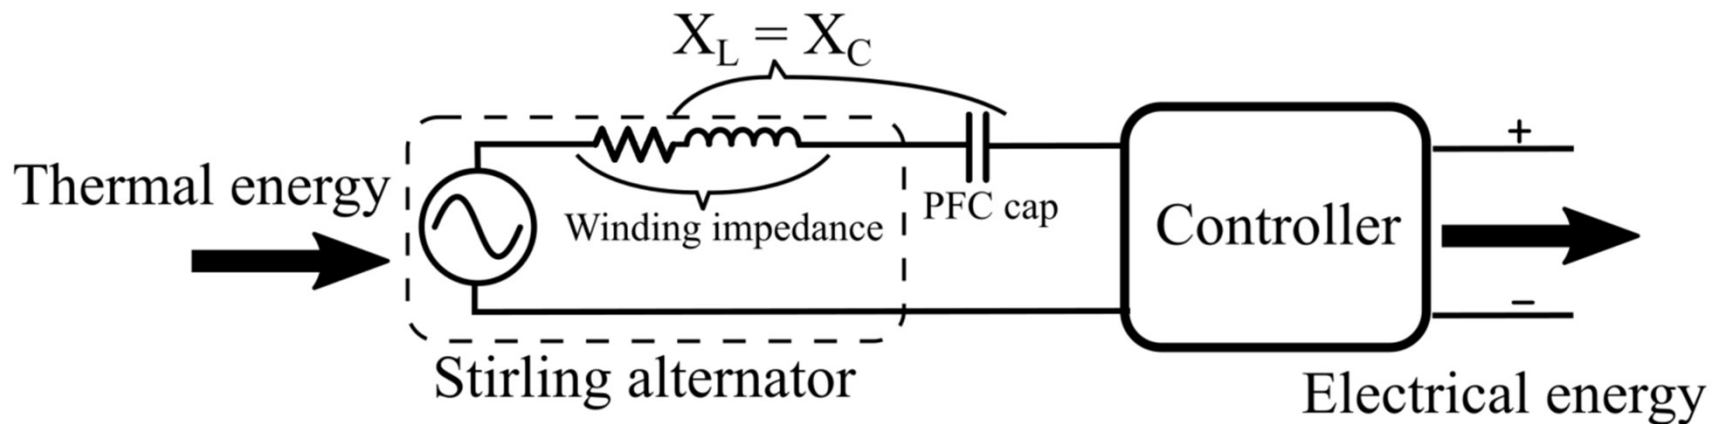 X_L = X_C
Thermal energy
Winding impedance
PFC cap
Controller
+
−
Stirling alternator
Electrical energy